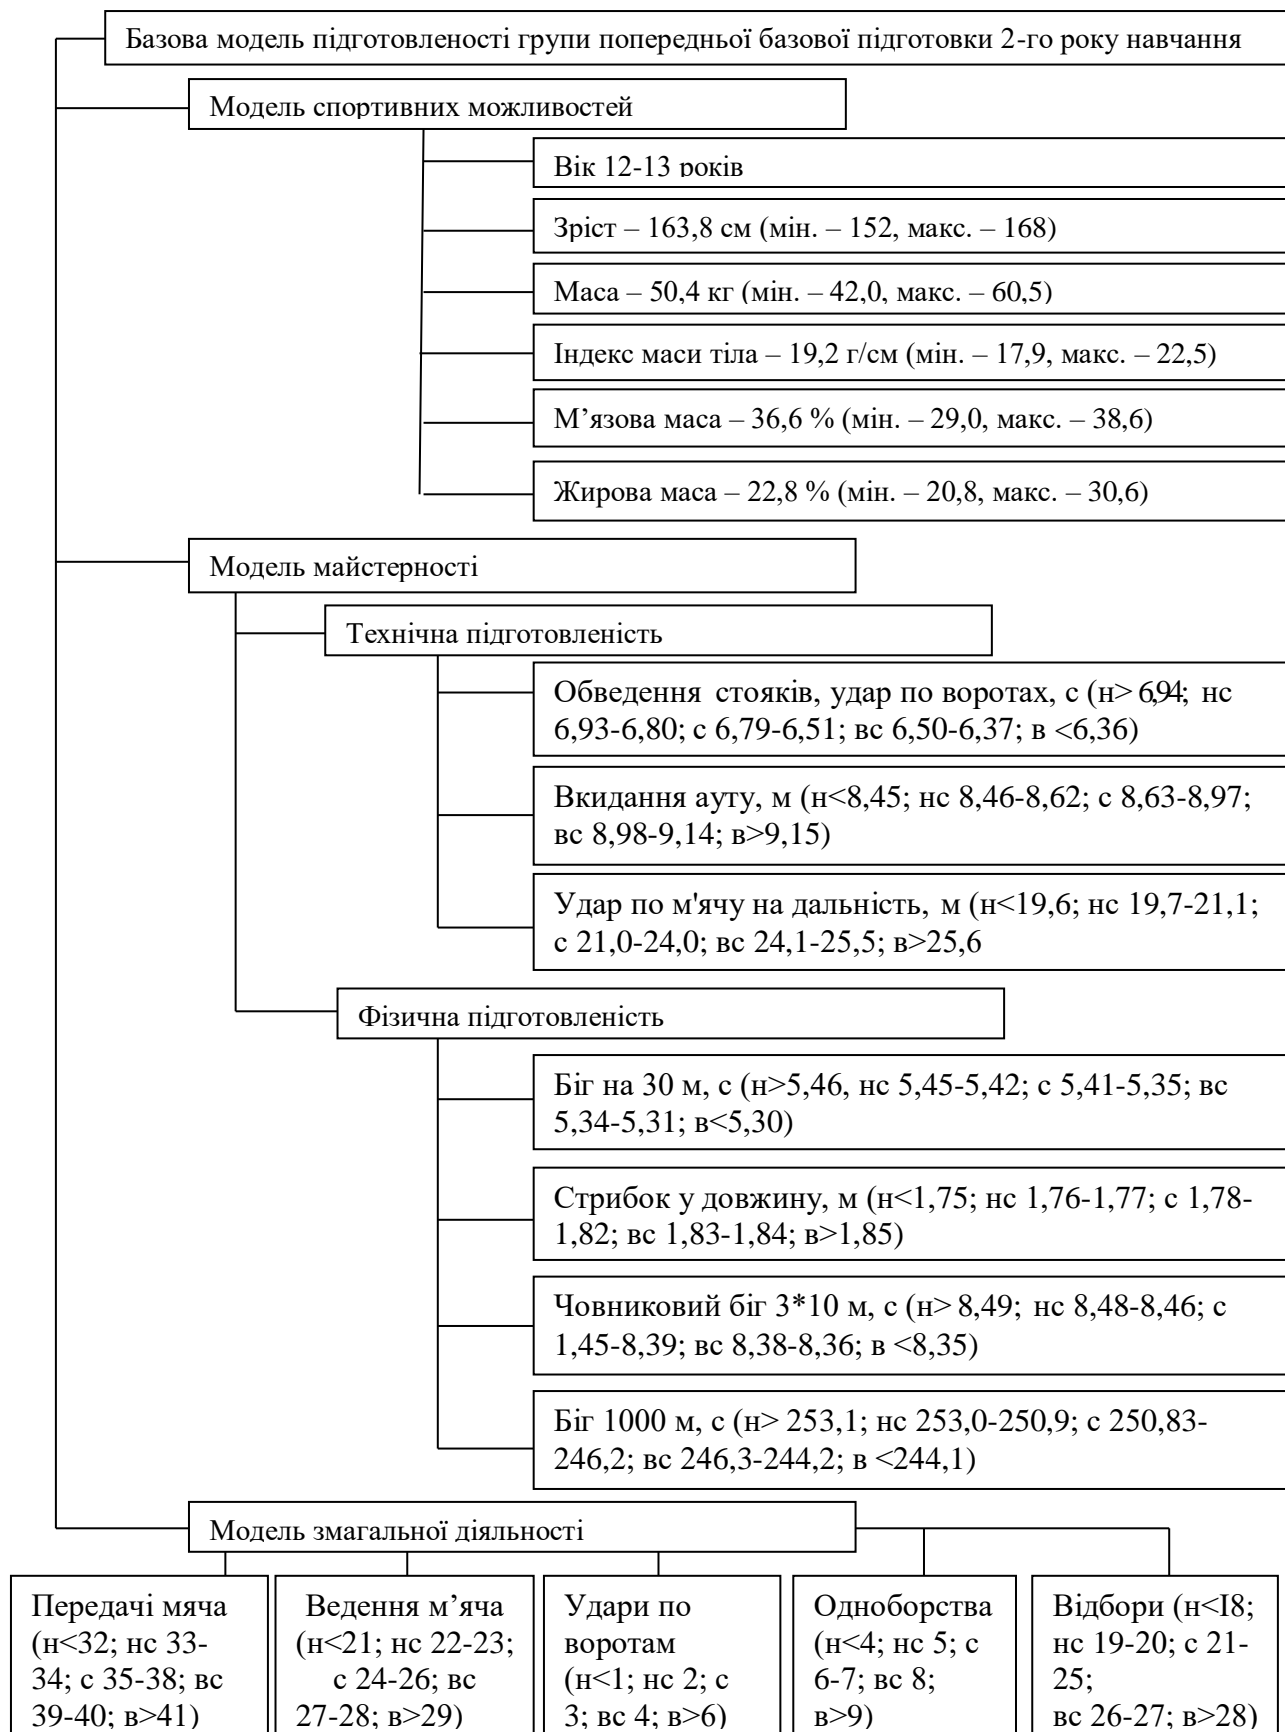 Базова модель підготовленості групи попередньої базової підготовки 2-го року навчання
Модель спортивних можливостей
Вік 12-13 років
Зріст – 163,8 см (мін. – 152, макс. – 168)
Маса – 50,4 кг (мін. – 42,0, макс. – 60,5)
Індекс маси тіла – 19,2 г/см (мін. – 17,9, макс. – 22,5)
М’язова маса – 36,6 % (мін. – 29,0, макс. – 38,6)
Жирова маса – 22,8 % (мін. – 20,8, макс. – 30,6)
Модель майстерності
Технічна підготовленість
Обведення стояків, удар по воротах, с (н> 6,94; нс
6,93-6,80; с 6,79-6,51; вс 6,50-6,37; в <6,36)
Вкидання ауту, м (н<8,45; нс 8,46-8,62; с 8,63-8,97;
вс 8,98-9,14; в>9,15)
Удар по м'ячу на дальність, м (н<19,6; нс 19,7-21,1;
с 21,0-24,0; вс 24,1-25,5; в>25,6
Фізична підготовленість
Біг на 30 м, с (н>5,46, нс 5,45-5,42; с 5,41-5,35; вс
5,34-5,31; в<5,30)
Стрибок у довжину, м (н<1,75; нс 1,76-1,77; с 1,78-
1,82; вс 1,83-1,84; в>1,85)
Човниковий біг 3*10 м, с (н> 8,49; нс 8,48-8,46; с
1,45-8,39; вс 8,38-8,36; в <8,35)
Біг 1000 м, с (н> 253,1; нс 253,0-250,9; с 250,83-
246,2; вс 246,3-244,2; в <244,1)
Модель змагальної діяльності
Передачі мяча
(н<32; нс 33-
34; с 35-38; вс
39-40; в>41)
Ведення м’яча
(н<21; нс 22-23;
с 24-26; вс
27-28; в>29)
Удари по
воротам
(н<1; нс 2; с
3; вс 4; в>6)
Одноборства
(н<4; нс 5; с
6-7; вс 8;
в>9)
Відбори (н<I8;
нс 19-20; с 21-
25;
вс 26-27; в>28)